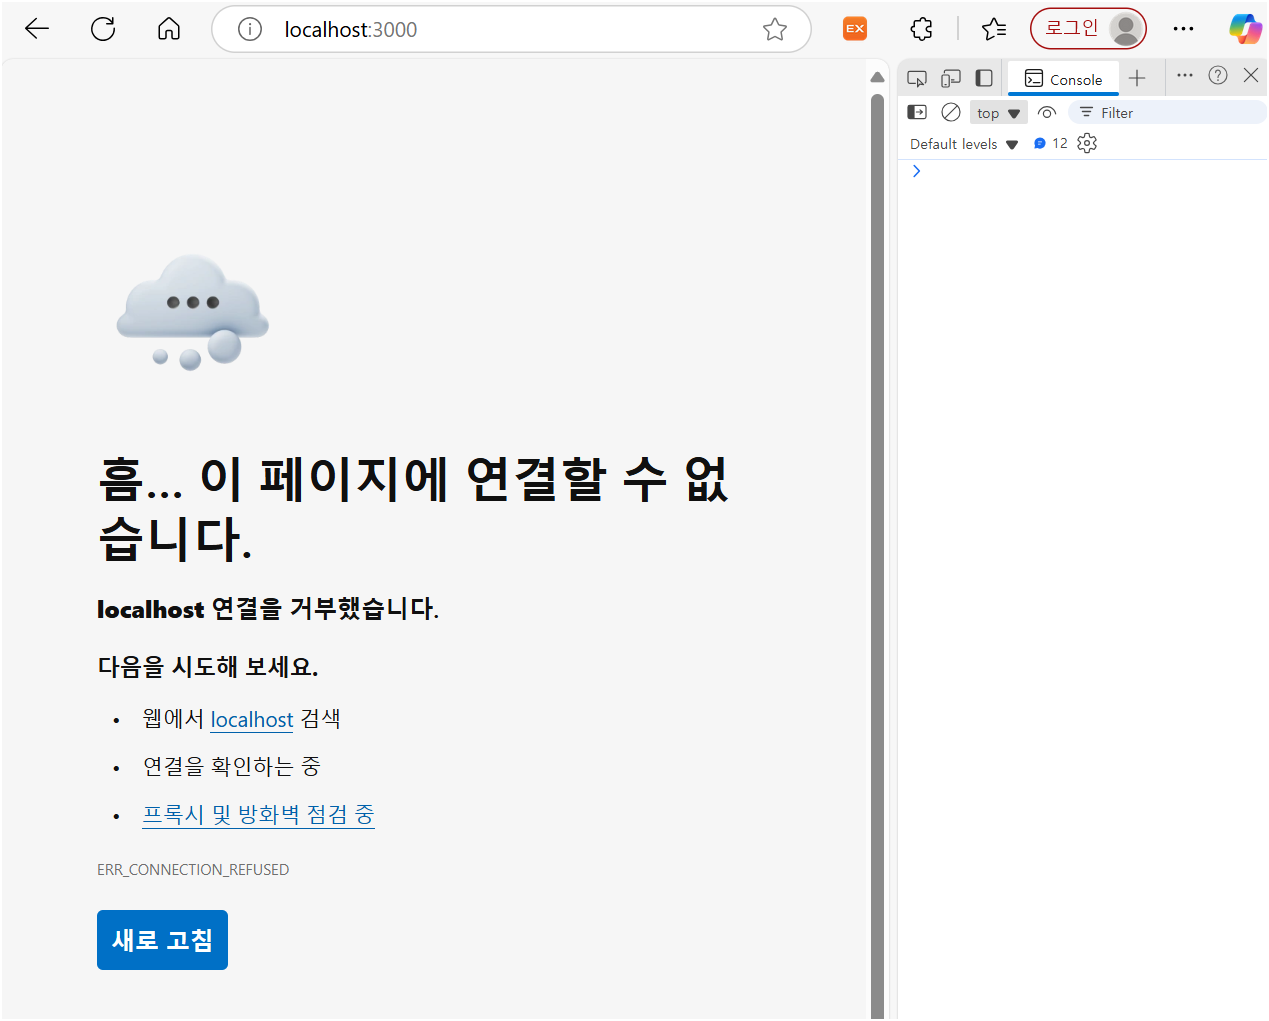 localhost:3000
EX
로그인
Console
top
Filter
Default levels
12
흠... 이 페이지에 연결할 수 없
습니다.
localhost 연결을 거부했습니다.
다음을 시도해 보세요.
• 웹에서 localhost 검색
• 연결을 확인하는 중
• 프록시 및 방화벽 점검 중
ERR_CONNECTION_REFUSED
새로 고침